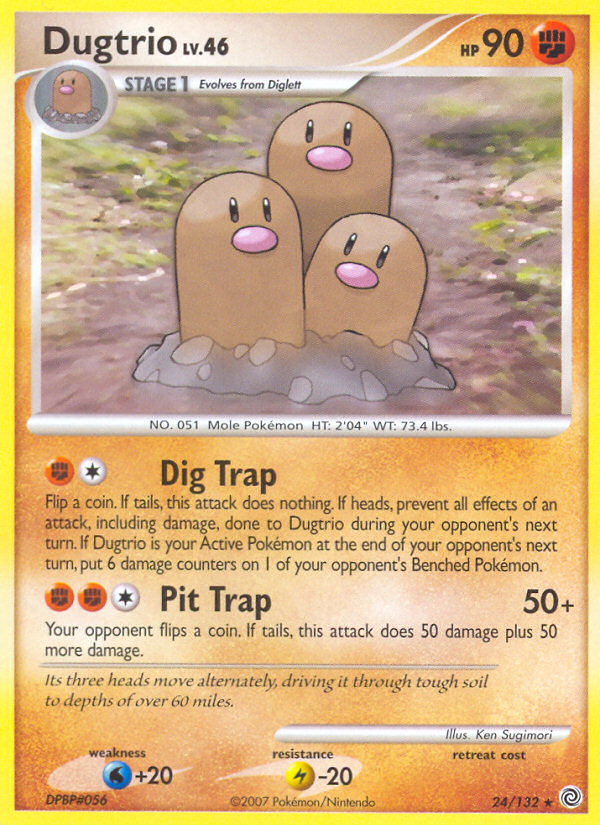 Dugtrio LV.46
HP 90
STAGE 1 Evolves from Diglett
NO. 051 Mole Pokémon HT: 2'04" WT: 73.4 lbs.
Dig Trap
Flip a coin. If tails, this attack does nothing. If heads, prevent all effects of an
attack, including damage, done to Dugtrio during your opponent's next
turn. If Dugtrio is your Active Pokémon at the end of your opponent's next
turn, put 6 damage counters on 1 of your opponent's Benched Pokémon.
Pit Trap 50+
Your opponent flips a coin. If tails, this attack does 50 damage plus 50
more damage.
Its three heads move alternately, driving it through tough soil
to depths of over 60 miles.
Illus. Ken Sugimori
weakness resistance retreat cost
+20 -20
DPBP#056 ©2007 Pokémon/Nintendo 24/132 ★